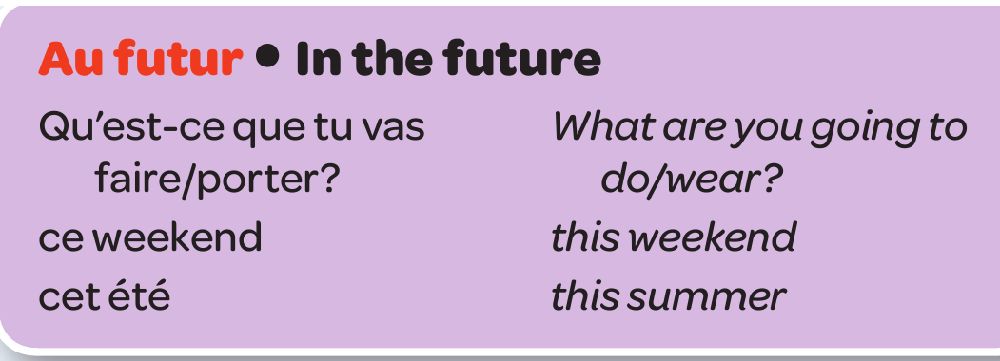 Au futur • In the future
Qu'est-ce que tu vas What are you going to
faire/porter? do/wear?
ce weekend this weekend
cet été this summer